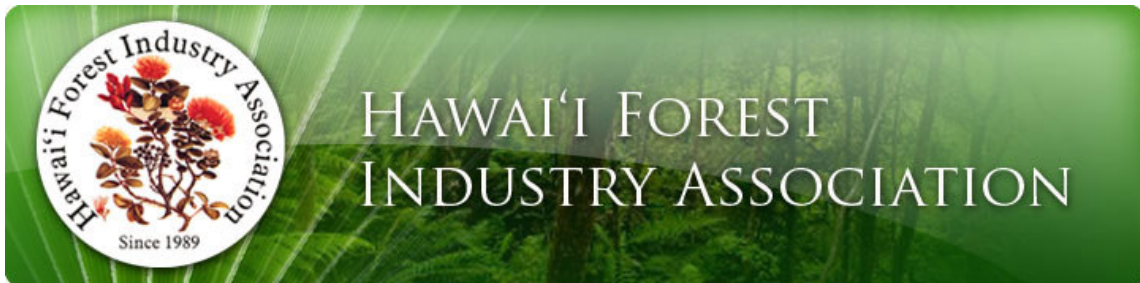 Hawai‘i Forest Industry Association
Since 1989
HAWAI‘I FOREST
INDUSTRY ASSOCIATION